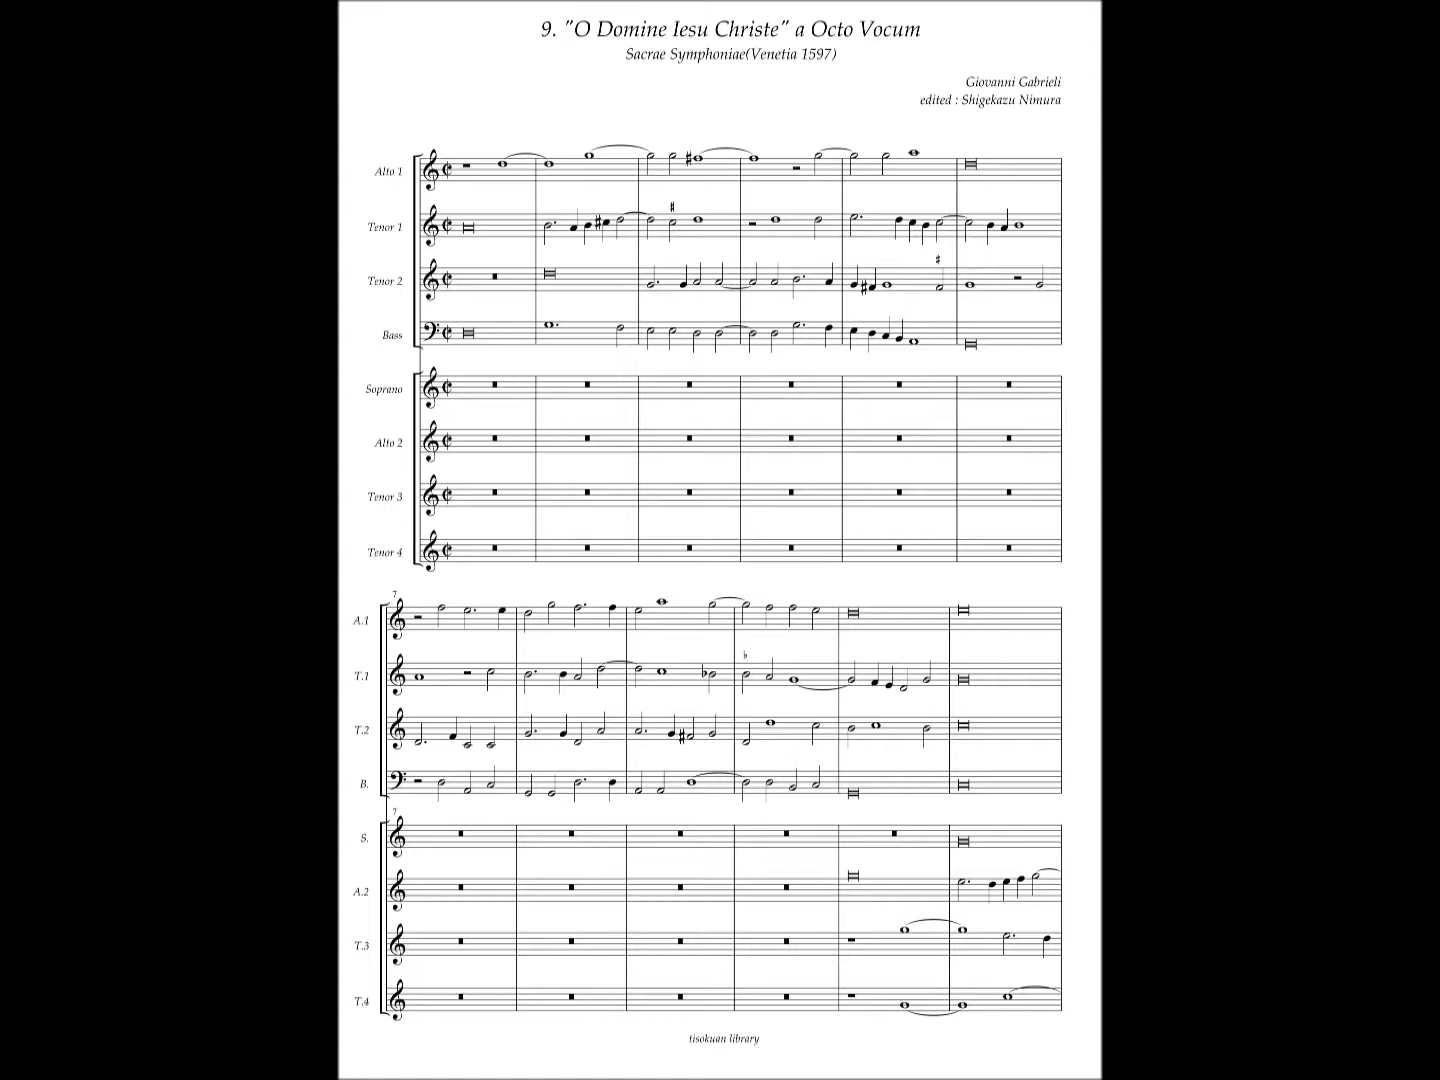 9. "O Domine Iesu Christe" a Octo Vocum
Sacrae Symphoniae(Venetia 1597)
Giovanni Gabrieli
edited : Shigekazu Nimura
Alto 1
Tenor 1
Tenor 2
Bass
Soprano
Alto 2
Tenor 3
Tenor 4
7
A.1
T.1
T.2
B.
7
S.
A.2
T.3
T.4
tisokuan library